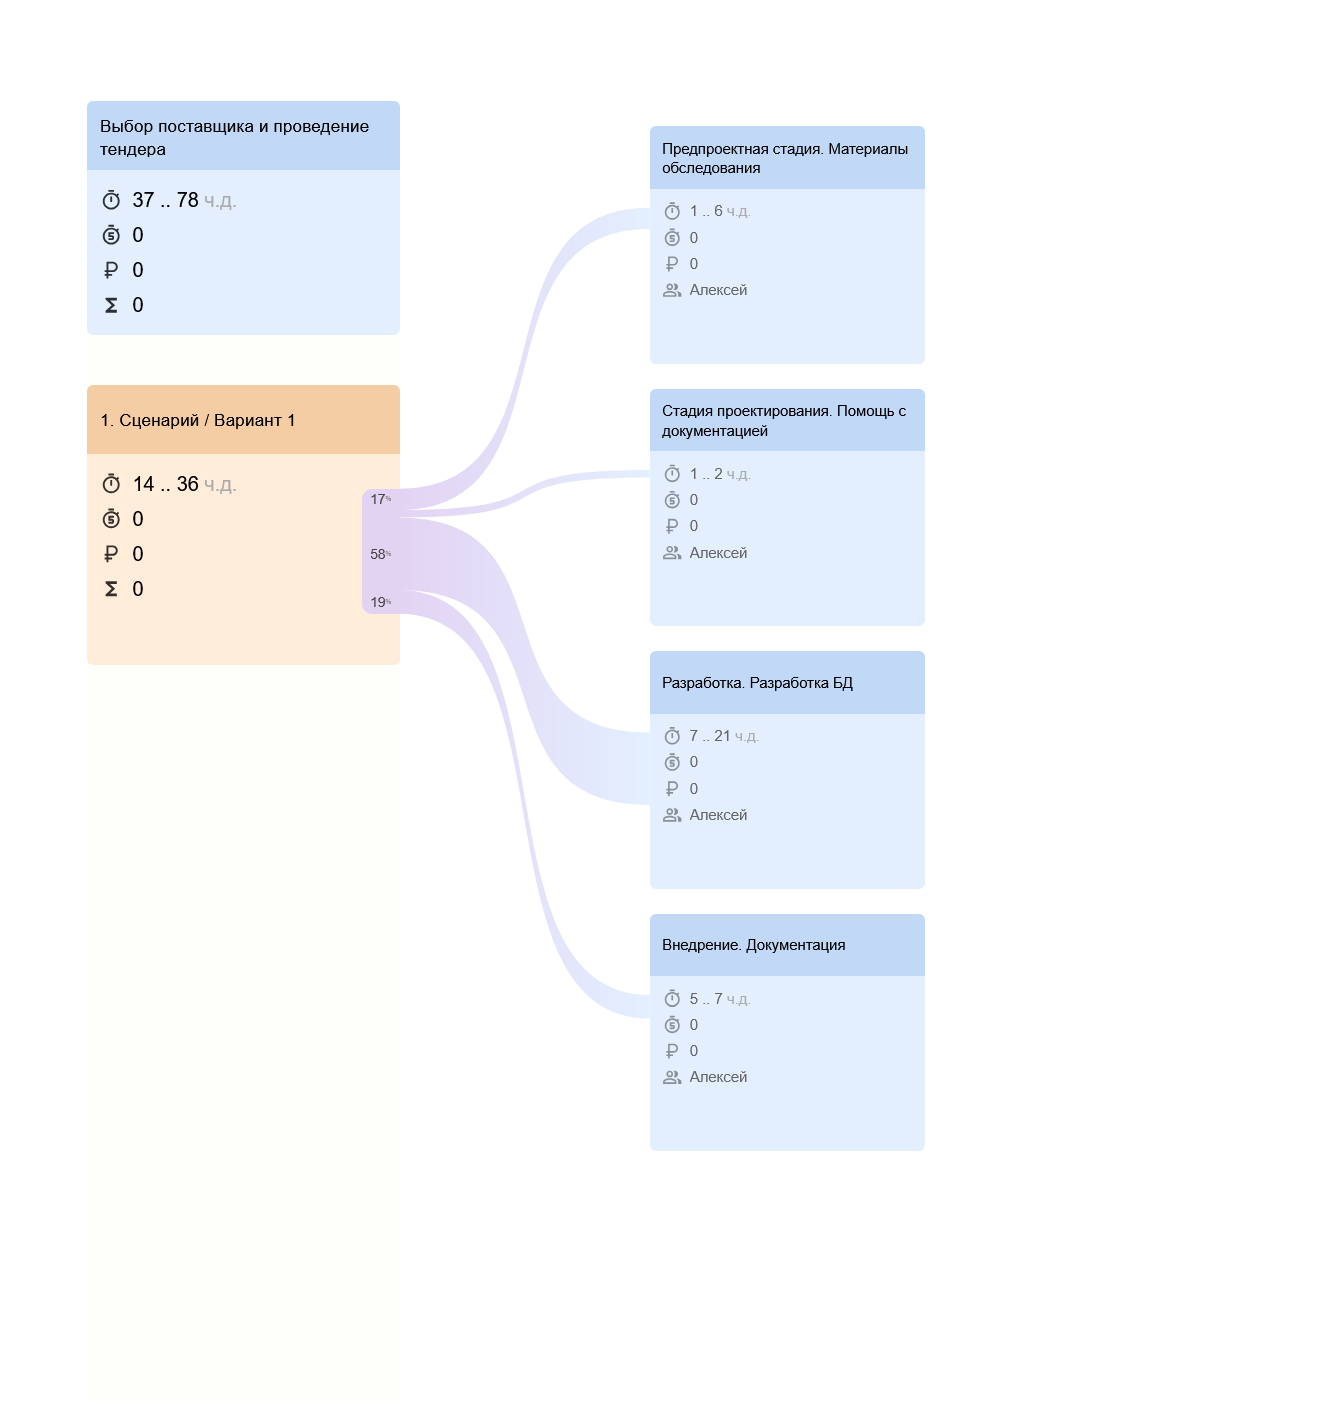 Выбор поставщика и проведение
тендера
37 .. 78 ч.д.
0
0
0
1. Сценарий / Вариант 1
14 .. 36 ч.д.
0
0
0
17%
58%
19%
Предпроектная стадия. Материалы
обследования
1 .. 6 ч.д.
0
0
Алексей
Стадия проектирования. Помощь с
документацией
1 .. 2 ч.д.
0
0
Алексей
Разработка. Разработка БД
7 .. 21 ч.д.
0
0
Алексей
Внедрение. Документация
5 .. 7 ч.д.
0
0
Алексей